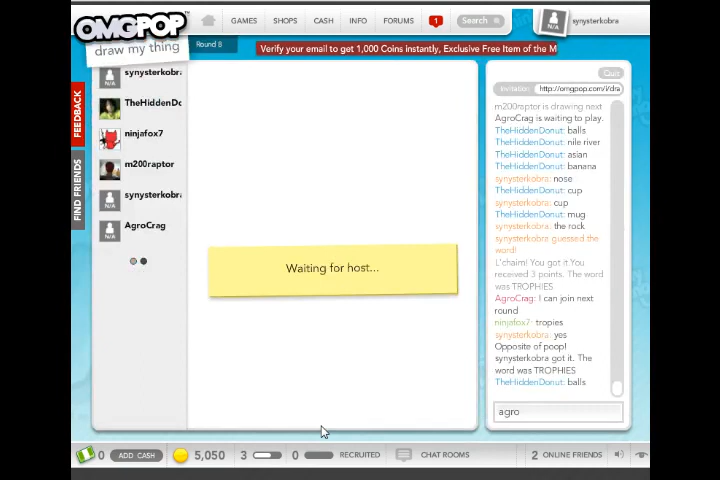 OMGPOP
draw my thing
GAMES SHOPS CASH INFO FORUMS 1 Search N/A synysterkobra
Round 8
Verify your email to get 1,000 Coins instantly, Exclusive Free Item of the M
FEEDBACK
FIND FRIENDS
N/A synysterkobra
TheHiddenDo
ninjafox7
m200raptor
N/A synysterkobra
N/A AgroCrag
Waiting for host...
Quit
Invitation: http://omgpop.com/i/dra
m200raptor is drawing next
AgroCrag is waiting to play.
TheHiddenDonut: balls
TheHiddenDonut: nile river
TheHiddenDonut: asian
TheHiddenDonut: banana
synysterkobra: nose
TheHiddenDonut: cup
synysterkobra: cup
TheHiddenDonut: mug
synysterkobra: the rock
synysterkobra guessed the
word!
L'chaim! You got it.You
received 3 points. The word
was TROPHIES
AgroCrag: I can join next
round
ninjafox7: tropies
synysterkobra: yes
Opposite of poop!
synysterkobra got it. The
word was TROPHIES
TheHiddenDonut: balls
agro
0 ADD CASH 5,050 3 0 RECRUITED CHAT ROOMS 2 ONLINE FRIENDS